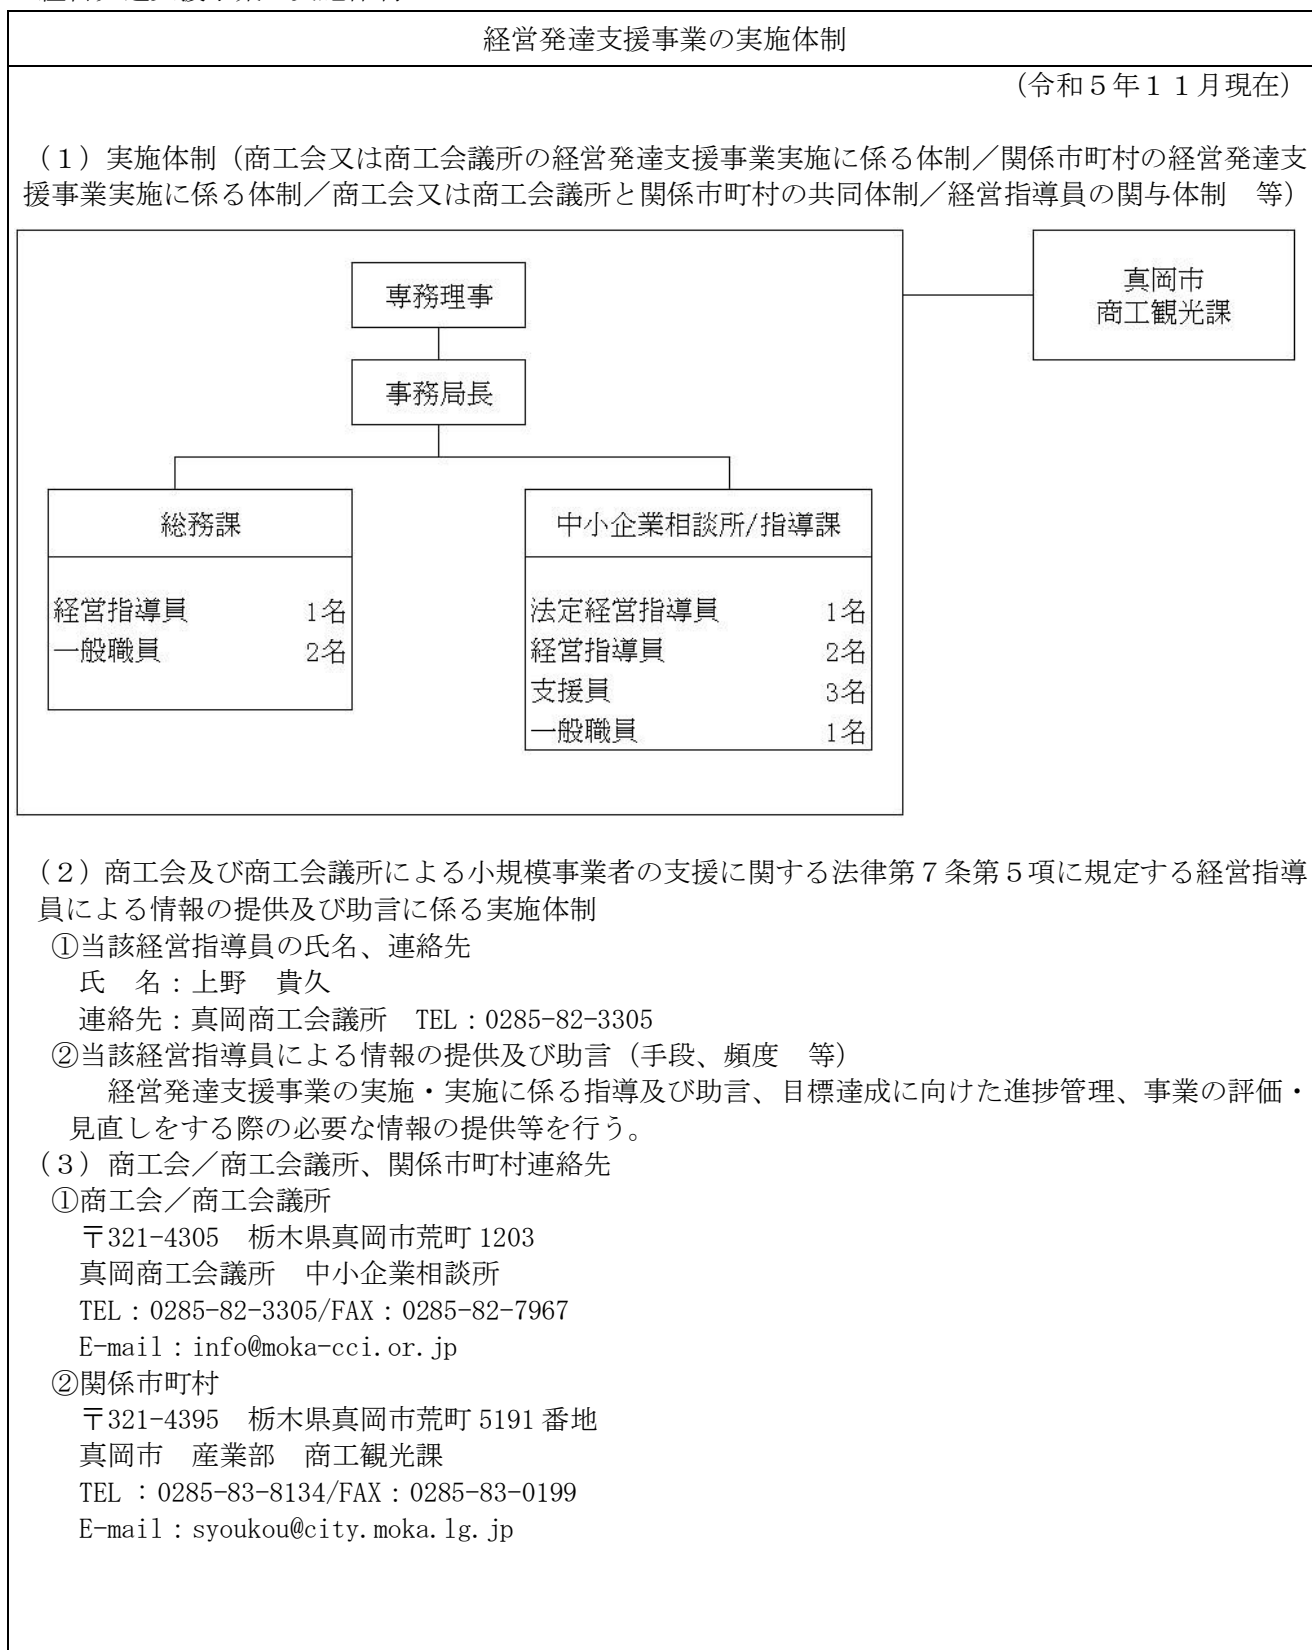 経営発達支援事業の実施体制
（令和５年１１月現在）
（１）実施体制（商工会又は商工会議所の経営発達支援事業実施に係る体制／関係市町村の経営発達支
援事業実施に係る体制／商工会又は商工会議所と関係市町村の共同体制／経営指導員の関与体制　等）
専務理事
真岡市
商工観光課
事務局長
総務課
経営指導員 1名
一般職員 2名
中小企業相談所/指導課
法定経営指導員 1名
経営指導員 2名
支援員 3名
一般職員 1名
（２）商工会及び商工会議所による小規模事業者の支援に関する法律第７条第５項に規定する経営指導
員による情報の提供及び助言に係る実施体制
①当該経営指導員の氏名、連絡先
氏　名：上野　貴久
連絡先：真岡商工会議所　TEL：0285-82-3305
②当該経営指導員による情報の提供及び助言（手段、頻度　等）
経営発達支援事業の実施・実施に係る指導及び助言、目標達成に向けた進捗管理、事業の評価・
見直しをする際の必要な情報の提供等を行う。
（３）商工会／商工会議所、関係市町村連絡先
①商工会／商工会議所
〒321-4305　栃木県真岡市荒町 1203
真岡商工会議所　中小企業相談所
TEL：0285-82-3305/FAX：0285-82-7967
E-mail：info@moka-cci.or.jp
②関係市町村
〒321-4395　栃木県真岡市荒町 5191 番地
真岡市　産業部　商工観光課
TEL ：0285-83-8134/FAX：0285-83-0199
E-mail：syoukou@city.moka.lg.jp